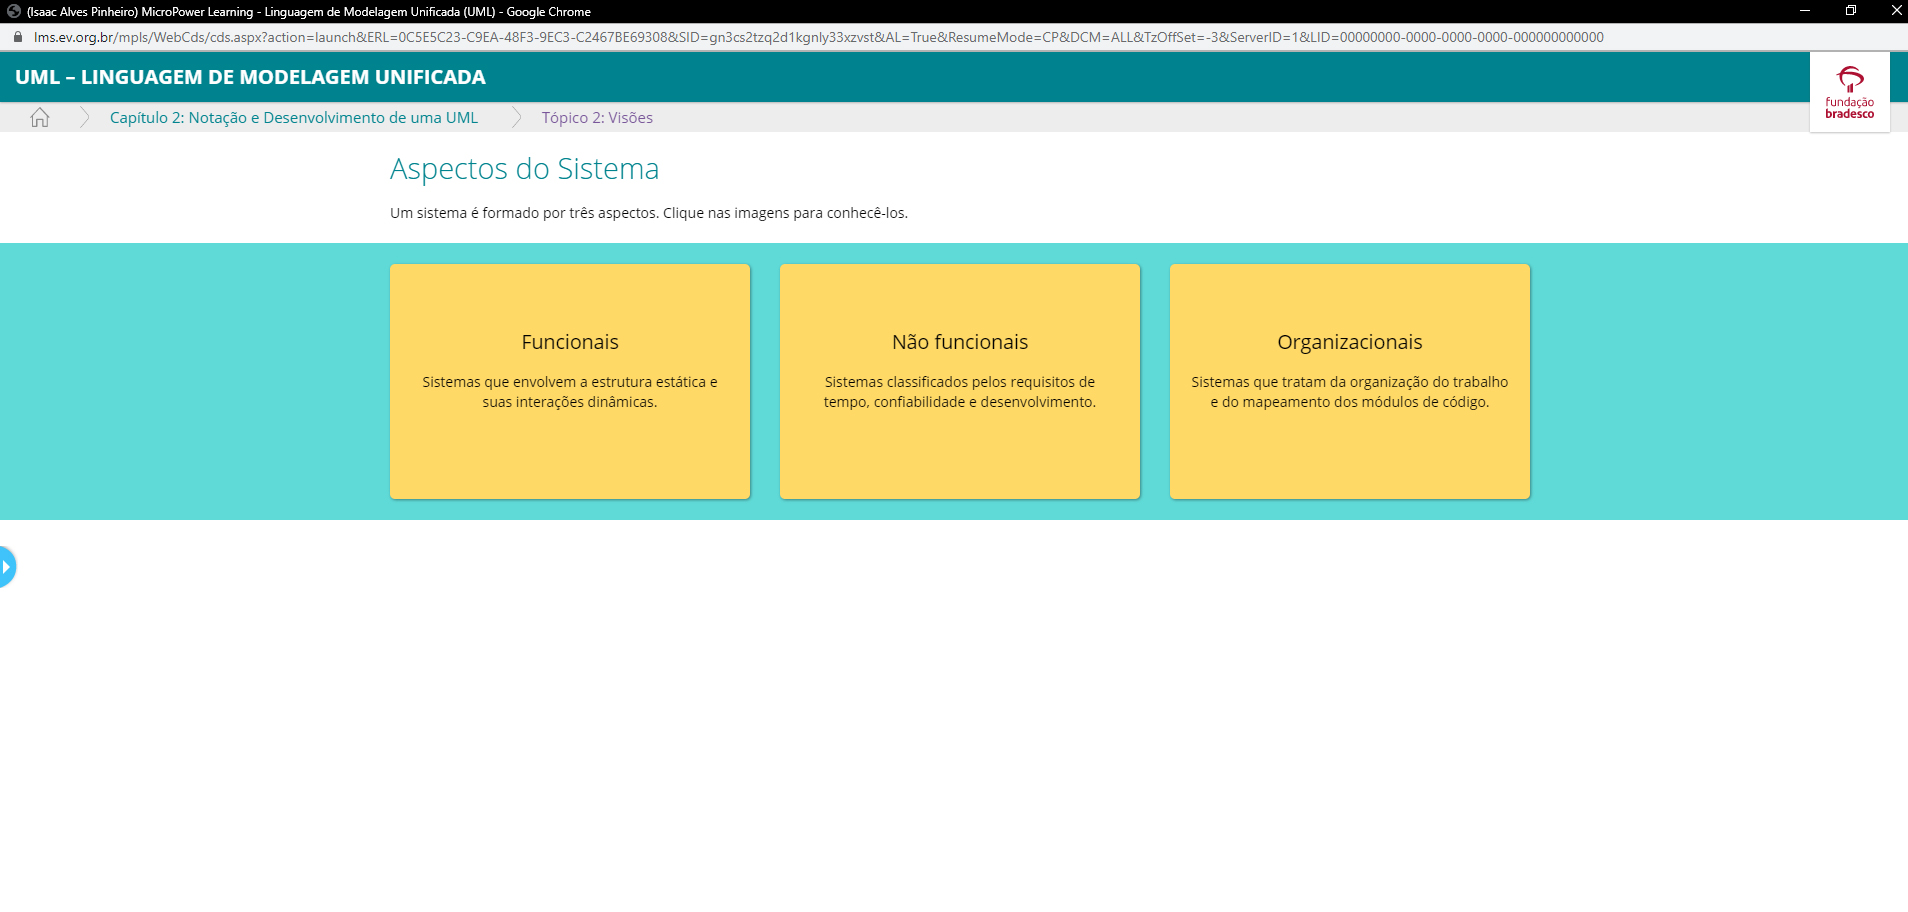 (Isaac Alves Pinheiro) MicroPower Learning - Linguagem de Modelagem Unificada (UML) - Google Chrome
lms.ev.org.br/mpls/WebCds/cds.aspx?action=launch&ERL=0C5E5C23-C9EA-48F3-9EC3-C2467BE69308&SID=gn3cs2tzq2d1kgnly33xzvst&AL=True&ResumeMode=CP&DCM=ALL&TzOffSet=-3&ServerID=1&LID=00000000-0000-0000-0000-000000000000
UML – LINGUAGEM DE MODELAGEM UNIFICADA
fundação
bradesco
Capítulo 2: Notação e Desenvolvimento de uma UML
Tópico 2: Visões
Aspectos do Sistema
Um sistema é formado por três aspectos. Clique nas imagens para conhecê-los.
Funcionais
Sistemas que envolvem a estrutura estática e
suas interações dinâmicas.
Não funcionais
Sistemas classificados pelos requisitos de
tempo, confiabilidade e desenvolvimento.
Organizacionais
Sistemas que tratam da organização do trabalho
e do mapeamento dos módulos de código.